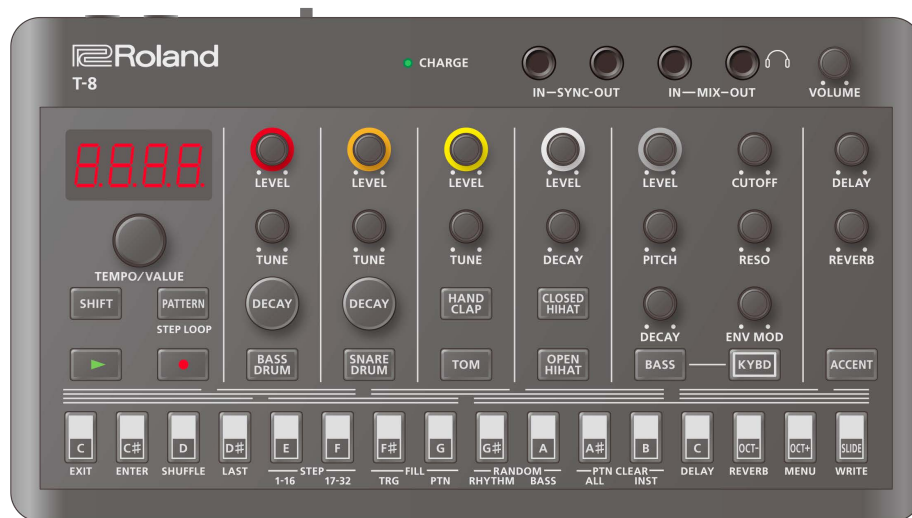 Roland
T-8
CHARGE
IN SYNC-OUT
IN MIX OUT
VOLUME
8.8.8.8.
LEVEL LEVEL LEVEL LEVEL LEVEL CUTOFF DELAY
TUNE TUNE TUNE DECAY PITCH RESO REVERB
TEMPO/VALUE
SHIFT PATTERN DECAY DECAY HAND CLAP CLOSED HIHAT
STEP LOOP
DECAY ENV MOD
BASS DRUM SNARE DRUM TOM OPEN HIHAT BASS KYBD ACCENT
C C# D D# E F F# G G# A A# B C OCT- OCT+ SLIDE
EXIT ENTER SHUFFLE LAST STEP FILL RANDOM PTN CLEAR DELAY REVERB MENU WRITE
1-16 17-32 TRG PTN RHYTHM BASS ALL INST